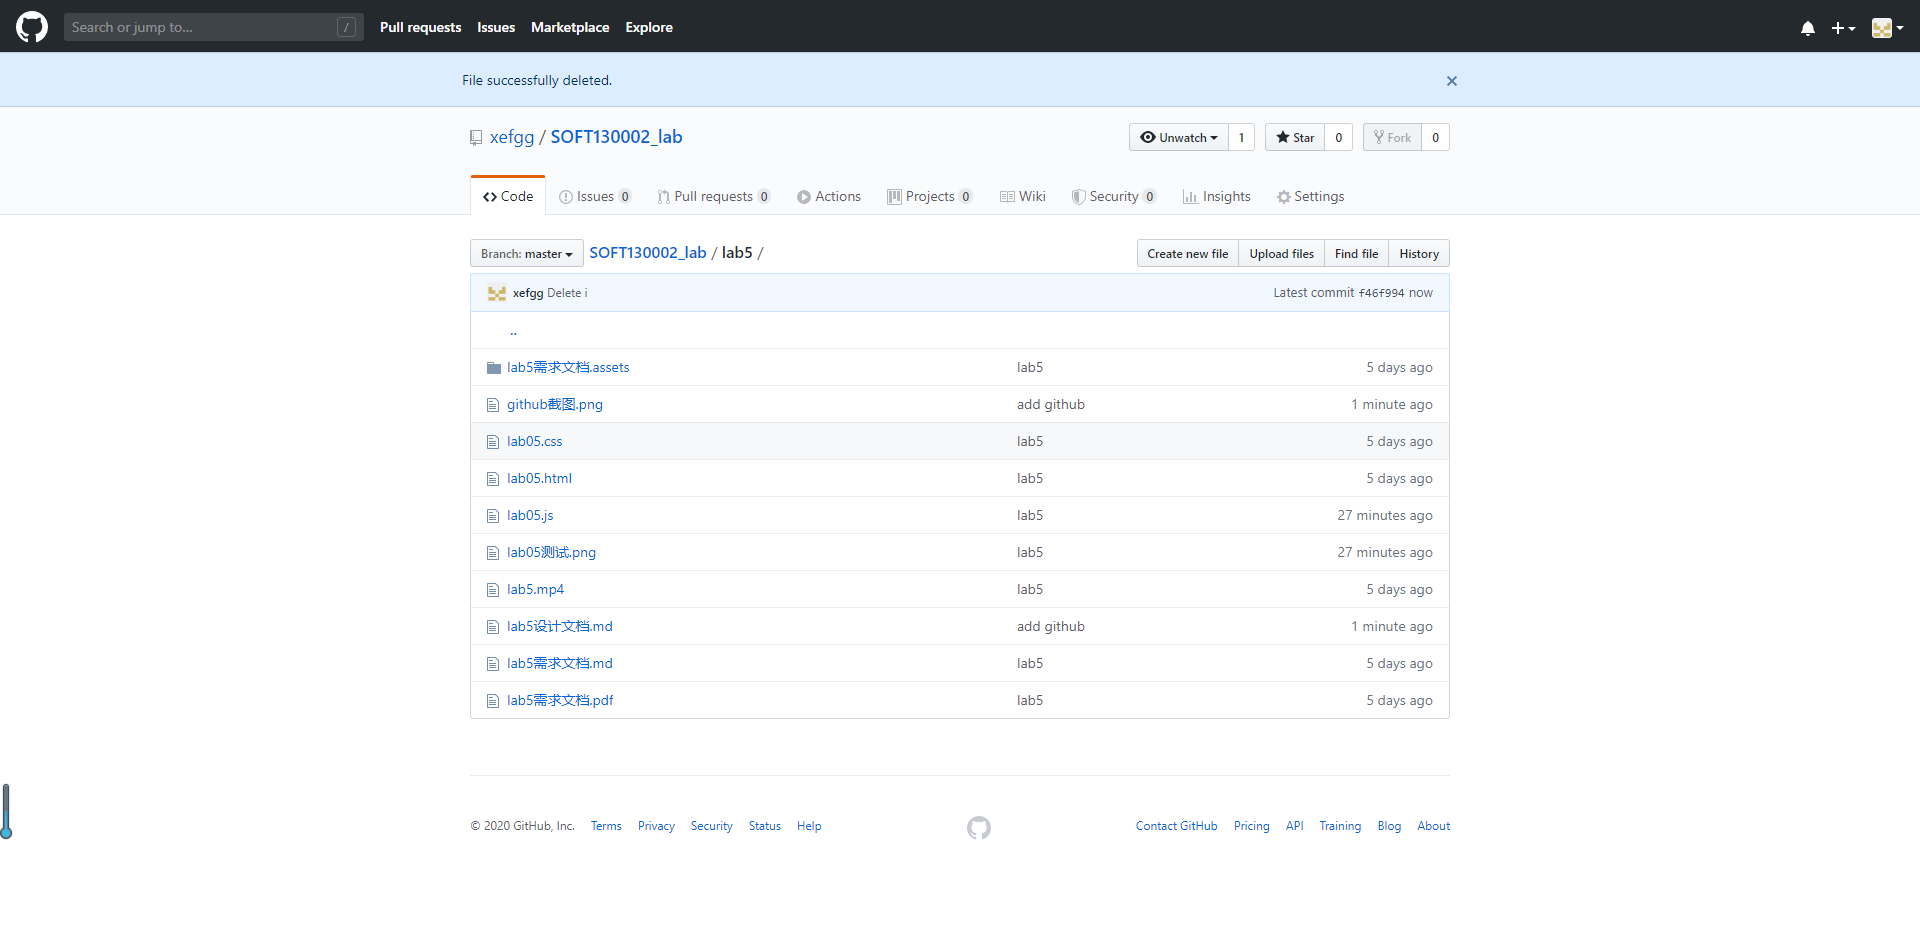 Search or jump to... /
Pull requests Issues Marketplace Explore
File successfully deleted.
xefgg / SOFT130002_lab
Unwatch 1 Star 0 Fork 0
Code Issues 0 Pull requests 0 Actions Projects 0 Wiki Security 0 Insights Settings
Branch: master SOFT130002_lab / lab5 /
Create new file Upload files Find file History
xefgg Delete i Latest commit f46f994 now
..
lab5需求文档.assets lab5 5 days ago
github截图.png add github 1 minute ago
lab05.css lab5 5 days ago
lab05.html lab5 5 days ago
lab05.js lab5 27 minutes ago
lab05测试.png lab5 27 minutes ago
lab5.mp4 lab5 5 days ago
lab5设计文档.md add github 1 minute ago
lab5需求文档.md lab5 5 days ago
lab5需求文档.pdf lab5 5 days ago
© 2020 GitHub, Inc. Terms Privacy Security Status Help
Contact GitHub Pricing API Training Blog About